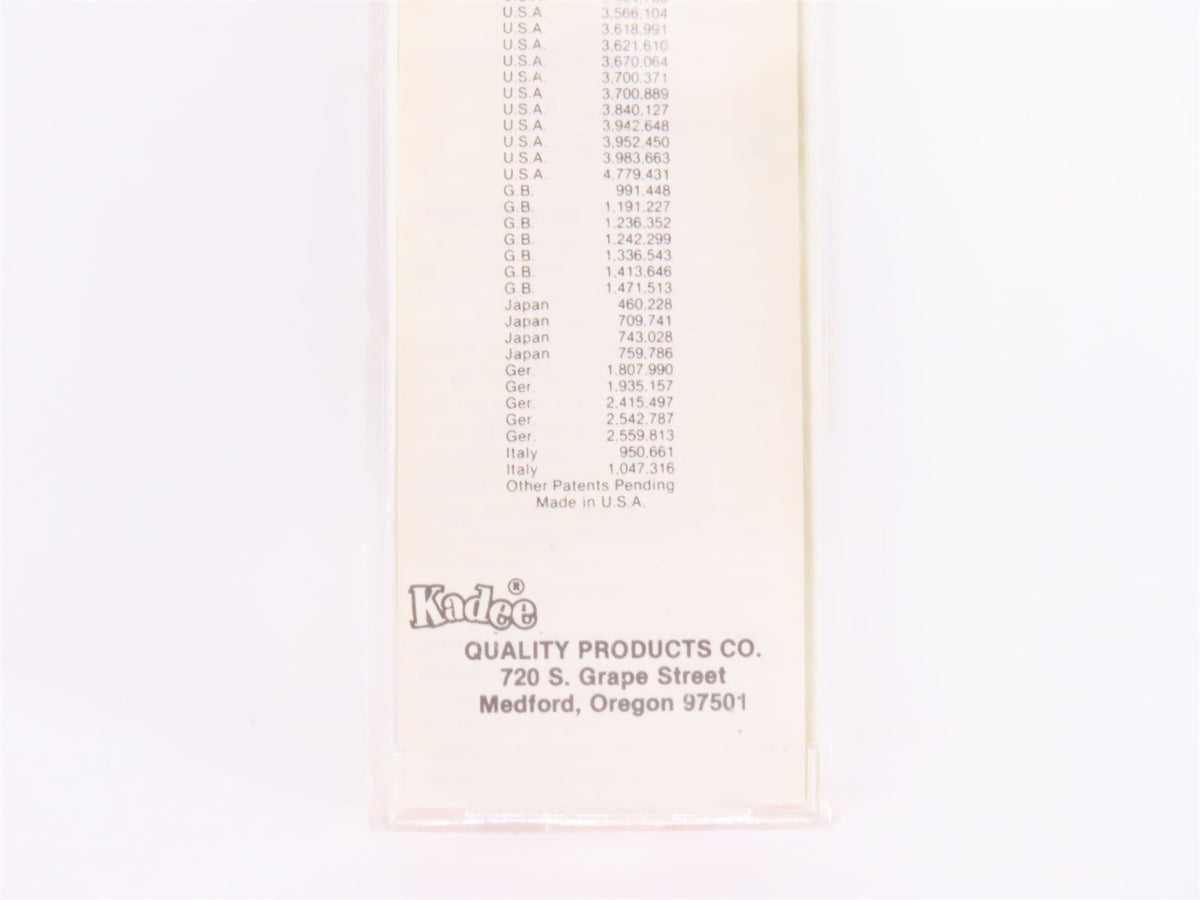 U.S.A. 3,566,104
U.S.A. 3,618,991
U.S.A. 3,621,610
U.S.A. 3,670,064
U.S.A. 3,700,371
U.S.A. 3,700,889
U.S.A. 3,840,127
U.S.A. 3,942,648
U.S.A. 3,952,450
U.S.A. 3,983,663
U.S.A. 4,779,431
G.B. 991,448
G.B. 1,191,227
G.B. 1,236,352
G.B. 1,242,299
G.B. 1,336,543
G.B. 1,413,646
G.B. 1,471,513
Japan 460,228
Japan 709,741
Japan 743,028
Japan 759,786
Ger. 1,807,990
Ger. 1,935,157
Ger. 2,415,497
Ger. 2,542,787
Ger. 2,559,813
Italy 950,661
Italy 1,047,316
Other Patents Pending
Made in U.S.A.
Kadee®
QUALITY PRODUCTS CO.
720 S. Grape Street
Medford, Oregon 97501